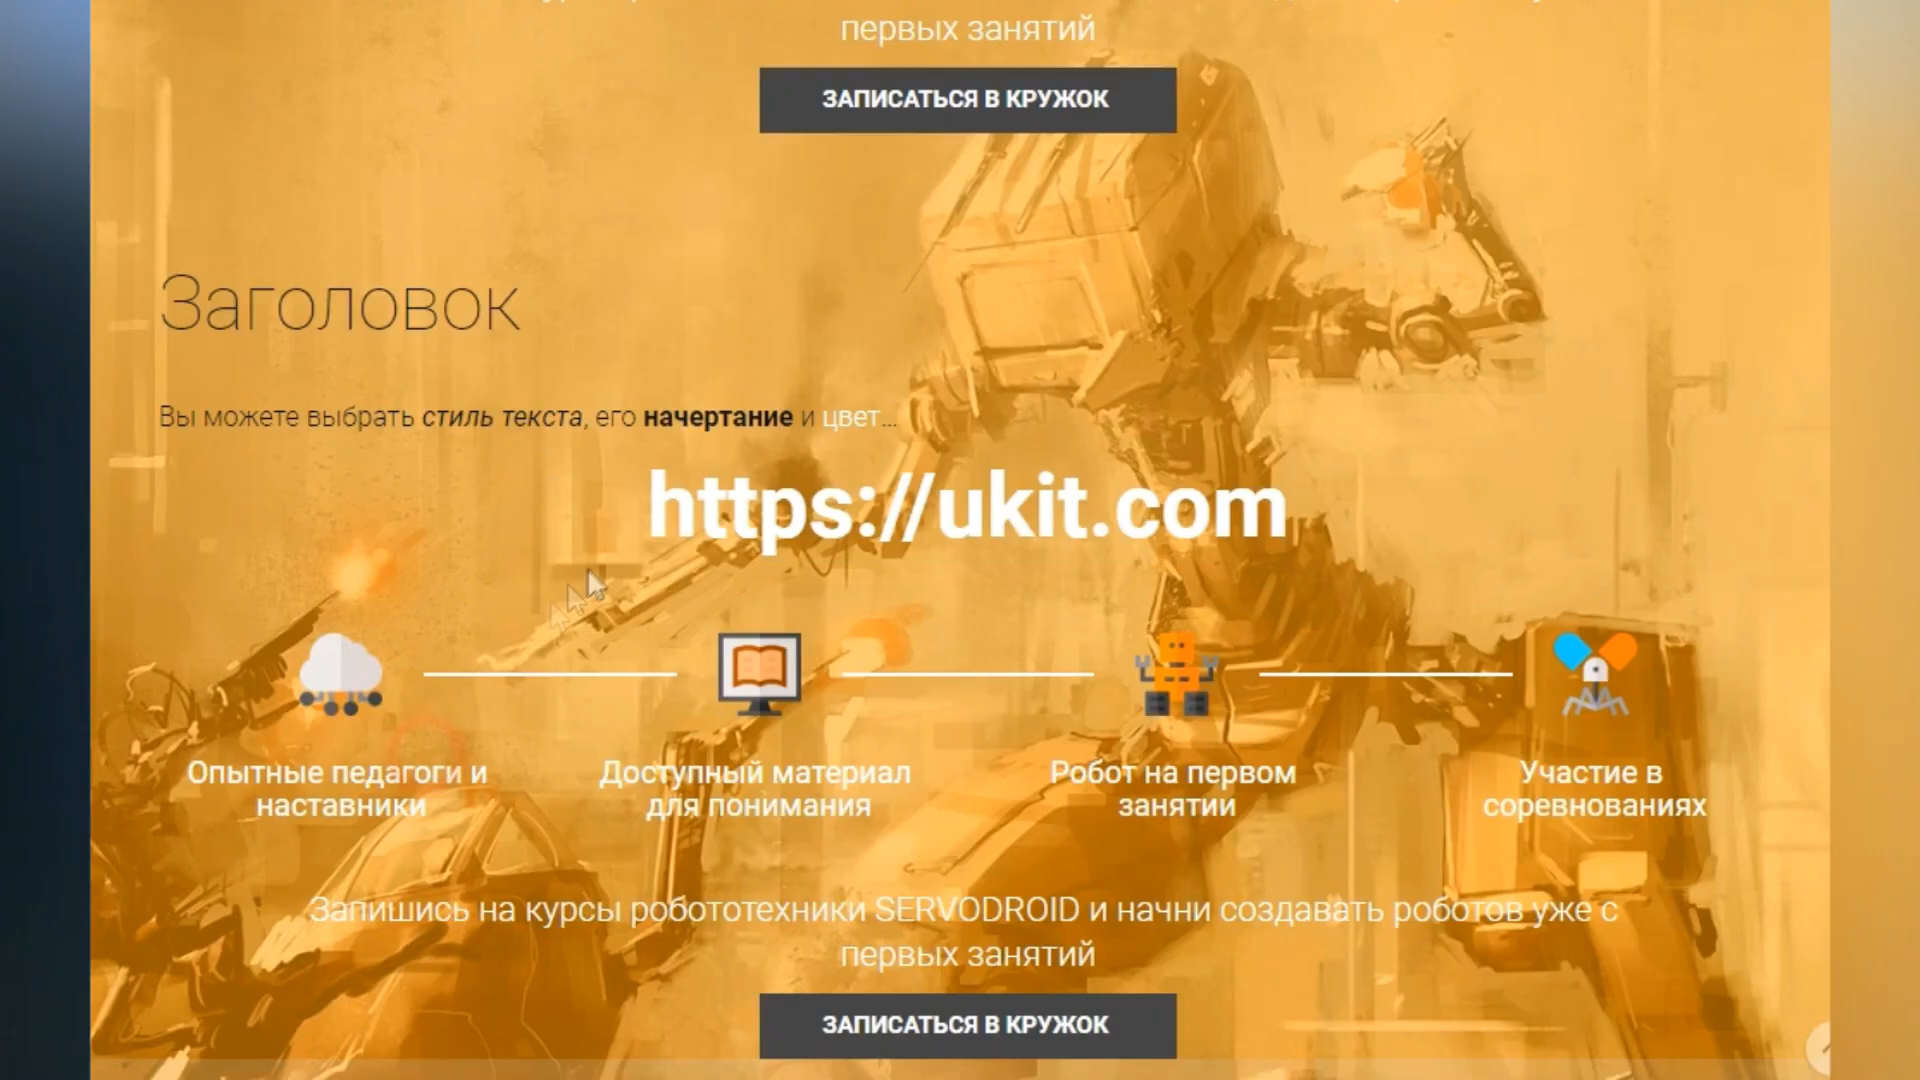 первых занятий
ЗАПИСАТЬСЯ В КРУЖОК
Заголовок
Вы можете выбрать стиль текста, его начертание и цвет...
https://ukit.com
Опытные педагоги и
наставники
Доступный материал
для понимания
Робот на первом
занятии
Участие в
соревнованиях
Запишись на курсы робототехники SERVODROID и начни создавать роботов уже с
первых занятий
ЗАПИСАТЬСЯ В КРУЖОК